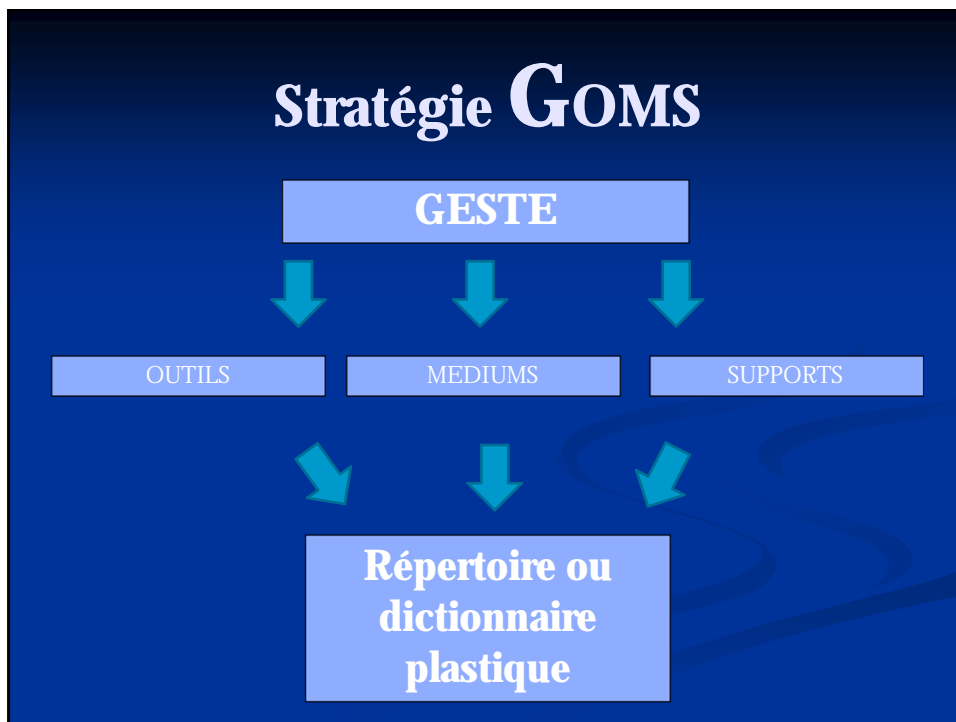 Stratégie GOMS
GESTE
OUTILS
MEDIUMS
SUPPORTS
Répertoire ou
dictionnaire
plastique